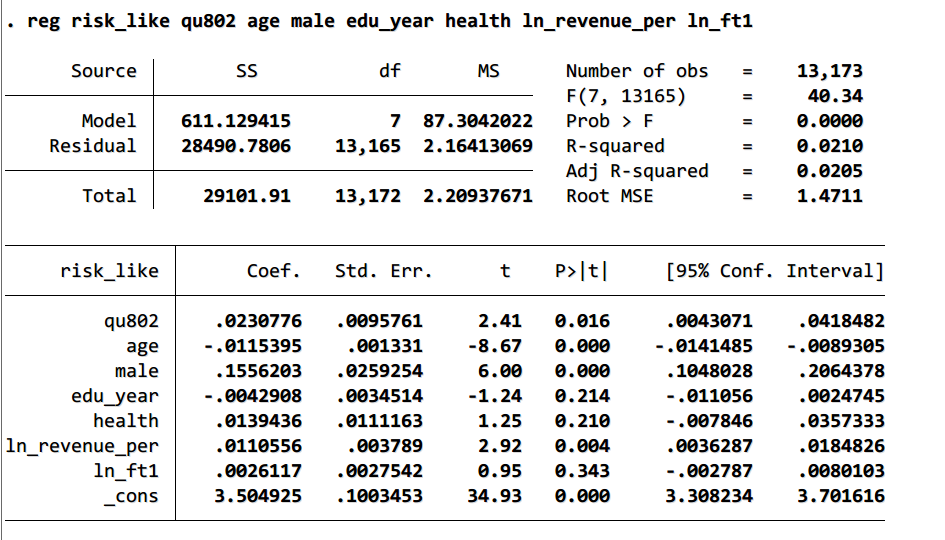 . reg risk_like qu802 age male edu_year health ln_revenue_per ln_ft1
Source SS df MS Number of obs = 13,173
F(7, 13165) = 40.34
Model 611.129415 7 87.3042022 Prob > F = 0.0000
Residual 28490.7806 13,165 2.16413069 R-squared = 0.0210
Adj R-squared = 0.0205
Total 29101.91 13,172 2.20937671 Root MSE = 1.4711
risk_like Coef. Std. Err. t P>|t| [95% Conf. Interval]
qu802 .0230776 .0095761 2.41 0.016 .0043071 .0418482
age -.0115395 .001331 -8.67 0.000 -.0141485 -.0089305
male .1556203 .0259254 6.00 0.000 .1048028 .2064378
edu_year -.0042908 .0034514 -1.24 0.214 -.011056 .0024745
health .0139436 .0111163 1.25 0.210 -.007846 .0357333
ln_revenue_per .0110556 .003789 2.92 0.004 .0036287 .0184826
ln_ft1 .0026117 .0027542 0.95 0.343 -.002787 .0080103
_cons 3.504925 .1003453 34.93 0.000 3.308234 3.701616